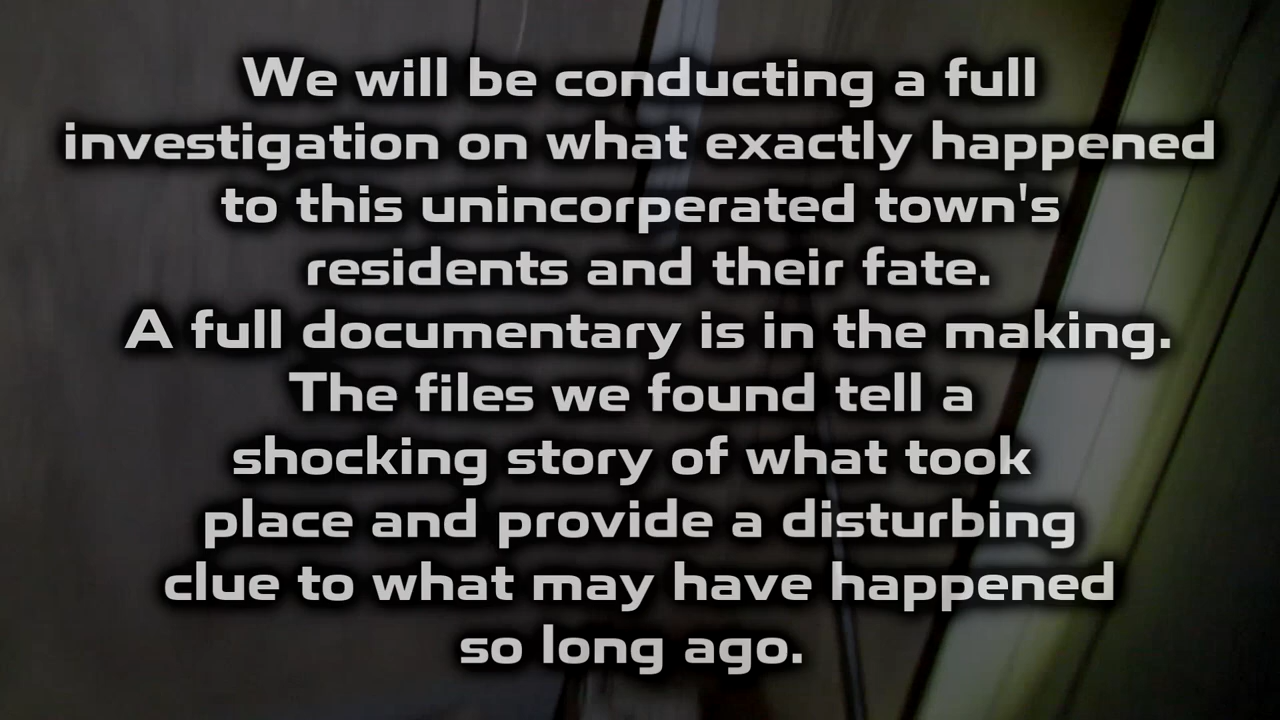 We will be conducting a full
investigation on what exactly happened
to this unincorperated town's
residents and their fate.
A full documentary is in the making.
The files we found tell a
shocking story of what took
place and provide a disturbing
clue to what may have happened
so long ago.